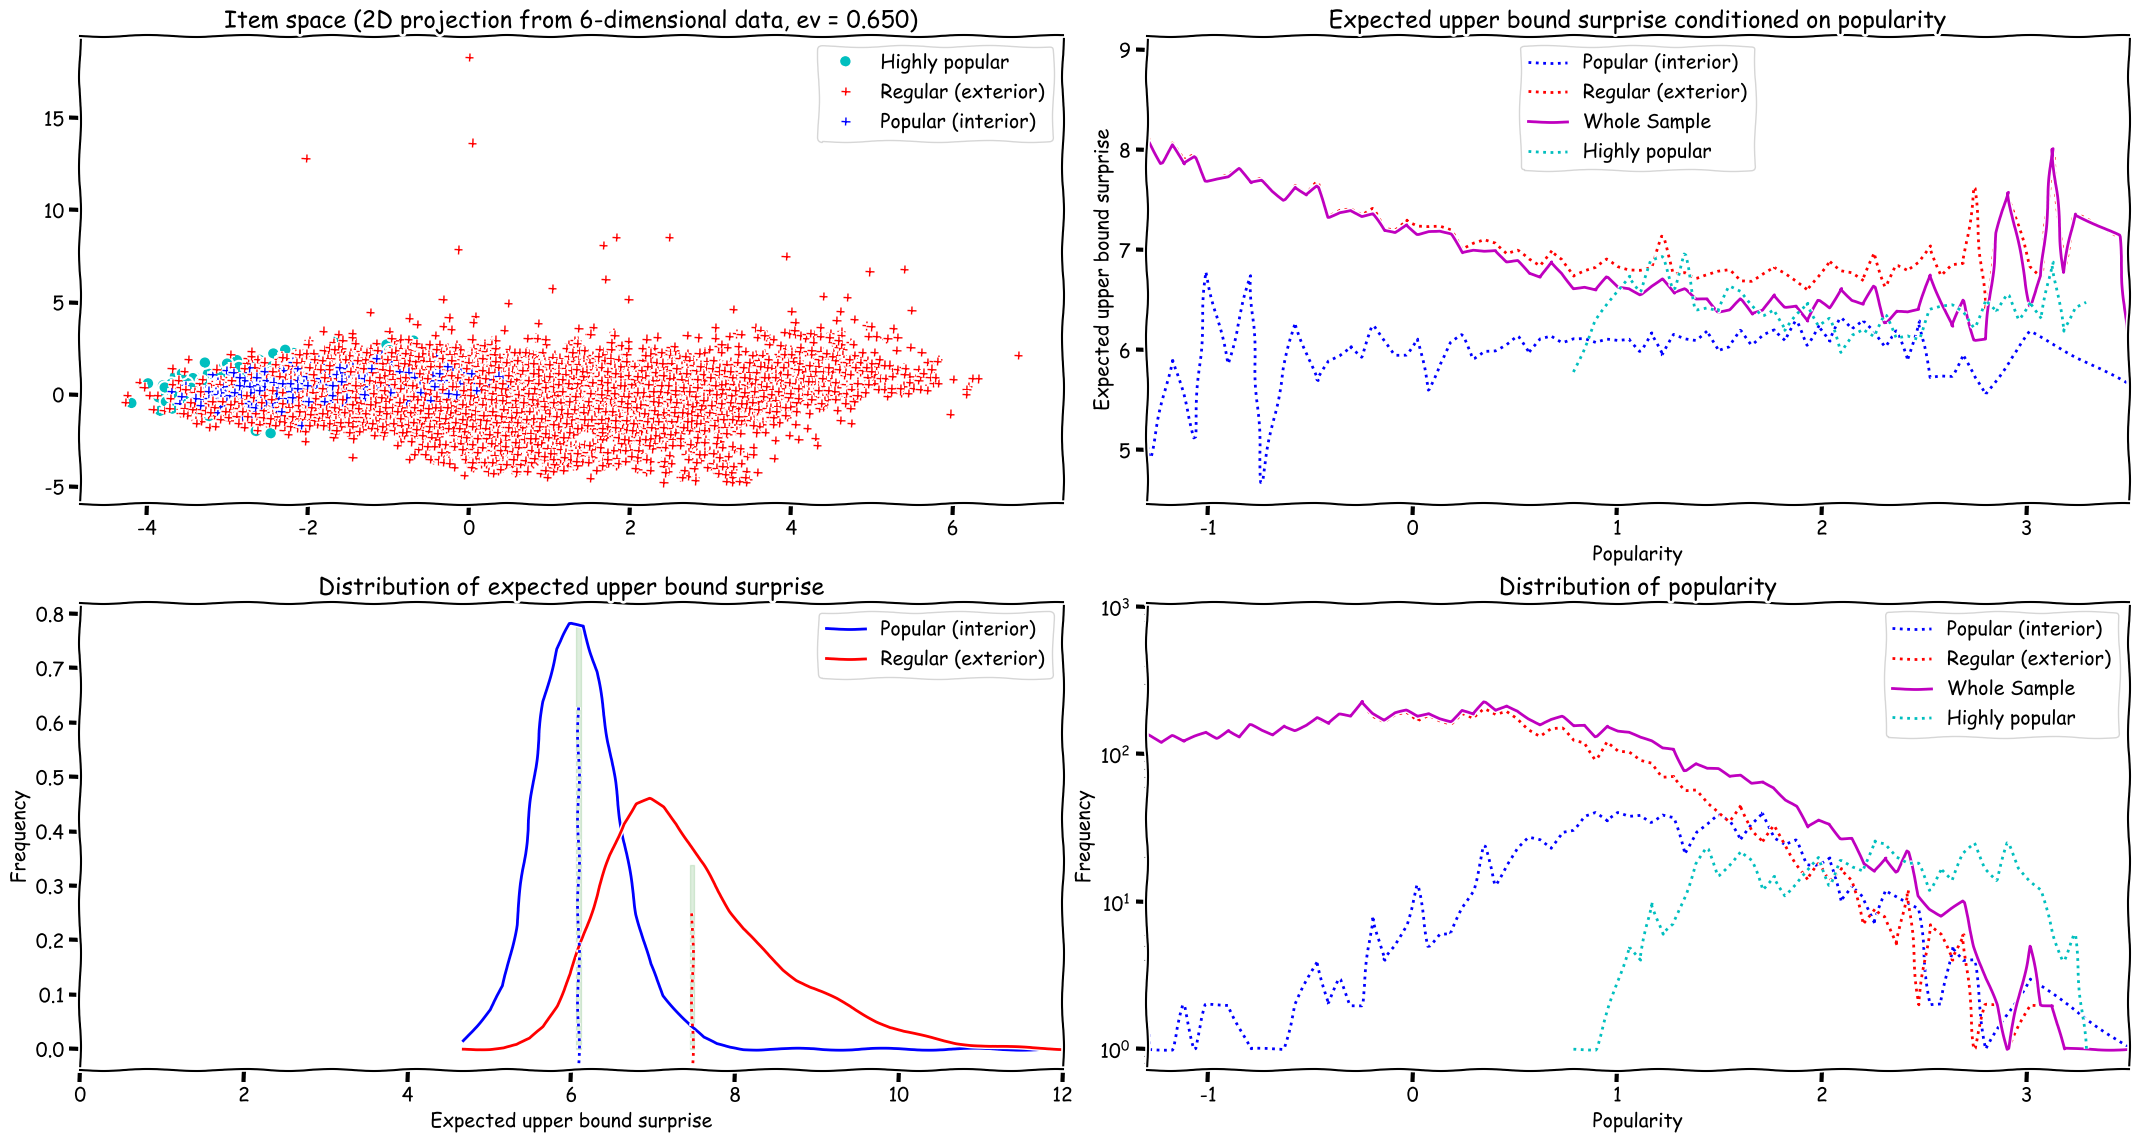 Item space (2D projection from 6-dimensional data, ev = 0.650)
Highly popular
Regular (exterior)
Popular (interior)
15
10
5
0
-5
-4
-2
0
2
4
6
Expected upper bound surprise conditioned on popularity
Popular (interior)
Regular (exterior)
Whole Sample
Highly popular
Expected upper bound surprise
9
8
7
6
5
-1
0
1
2
3
Popularity
Distribution of expected upper bound surprise
Popular (interior)
Regular (exterior)
Frequency
0.8
0.7
0.6
0.5
0.4
0.3
0.2
0.1
0.0
0
2
4
6
8
10
12
Expected upper bound surprise
Distribution of popularity
Popular (interior)
Regular (exterior)
Whole Sample
Highly popular
Frequency
10³
10²
10¹
10⁰
-1
0
1
2
3
Popularity